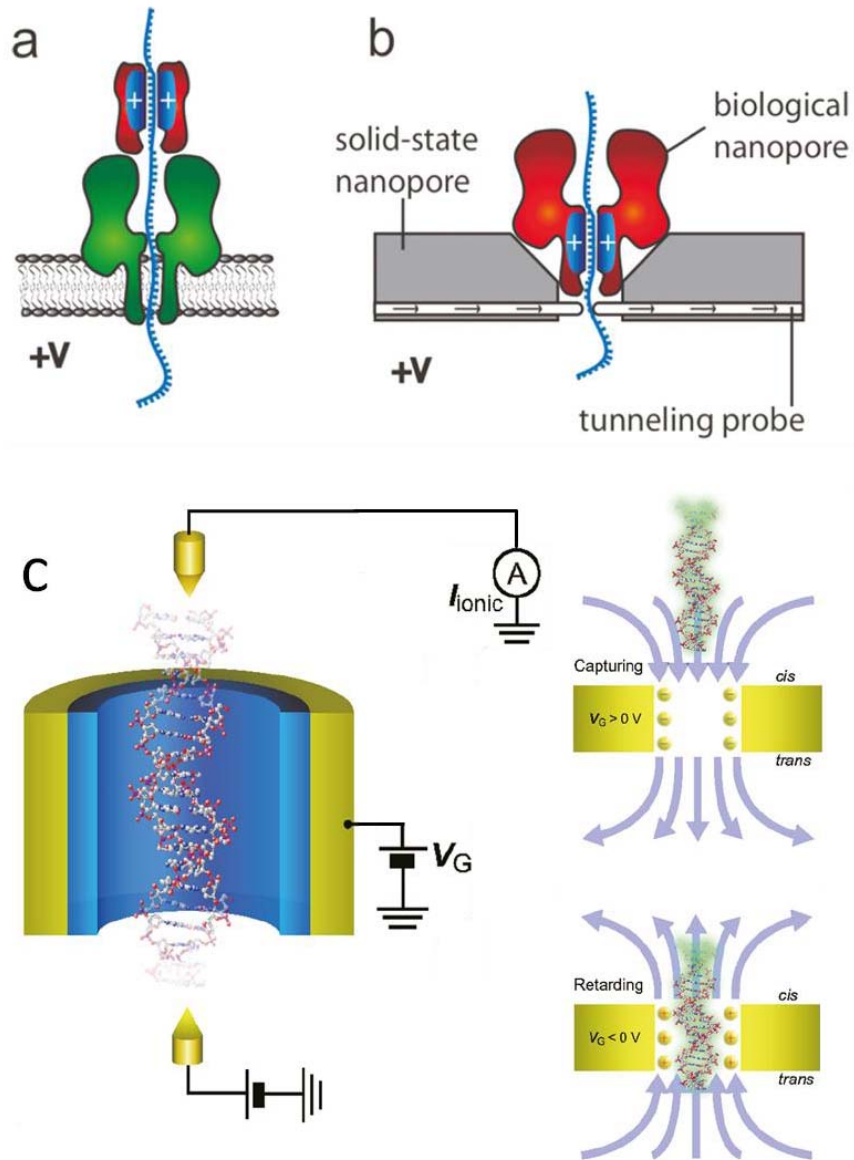 a
+V
b
solid-state
nanopore
biological
nanopore
+ +
+ +
+V
tunneling probe
c
A
Iionic
VG
Capturing
cis
VG > 0 V
trans
Retarding
cis
VG < 0 V
trans